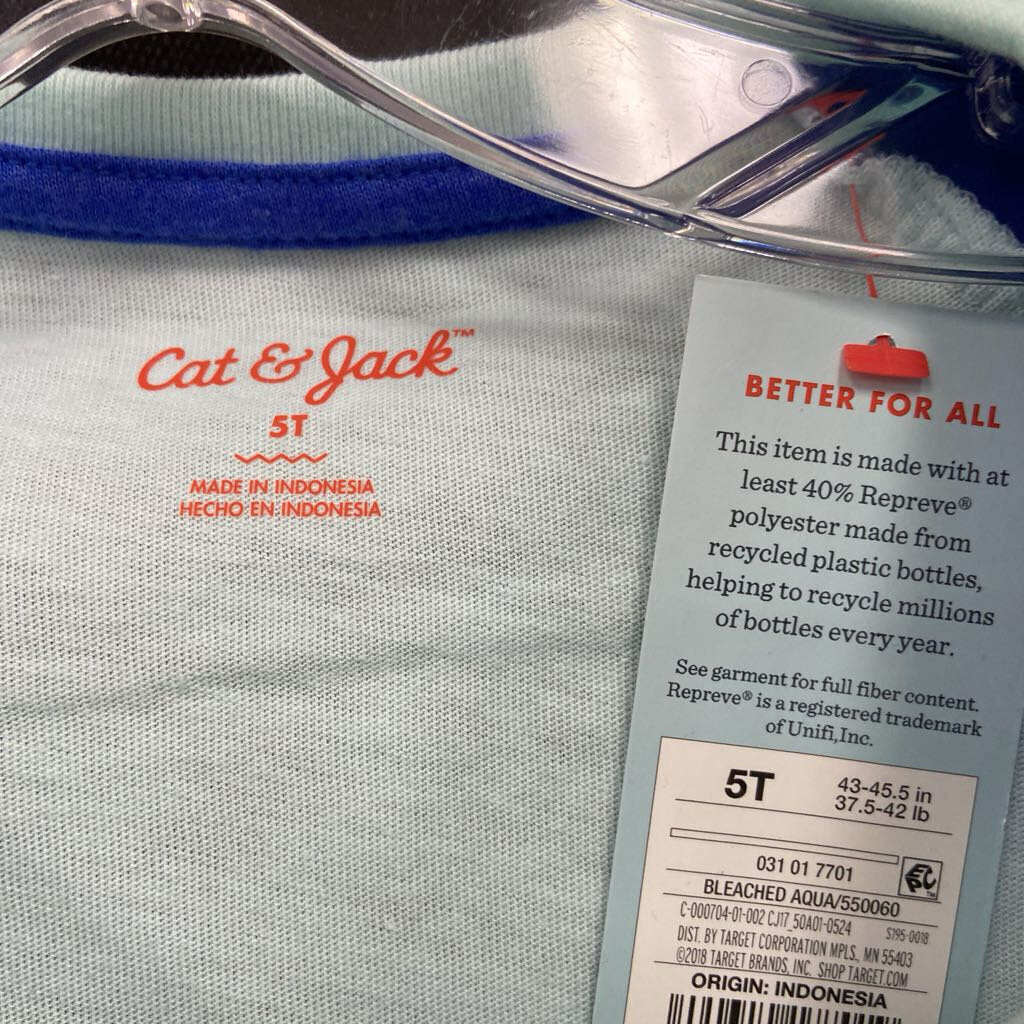 Cat & Jack™
5T
MADE IN INDONESIA
HECHO EN INDONESIA
BETTER FOR ALL
This item is made with at
least 40% Repreve®
polyester made from
recycled plastic bottles,
helping to recycle millions
of bottles every year.
See garment for full fiber content.
Repreve® is a registered trademark
of Unifi,Inc.
5T
43-45.5 in
37.5-42 lb
031 01 7701
EPC™
BLEACHED AQUA/550060
C-000704-01-002 CJ17_50A01-0524
S195-0018
DIST. BY TARGET CORPORATION MPLS., MN 55403
©2018 TARGET BRANDS, INC. SHOP TARGET.COM
ORIGIN: INDONESIA